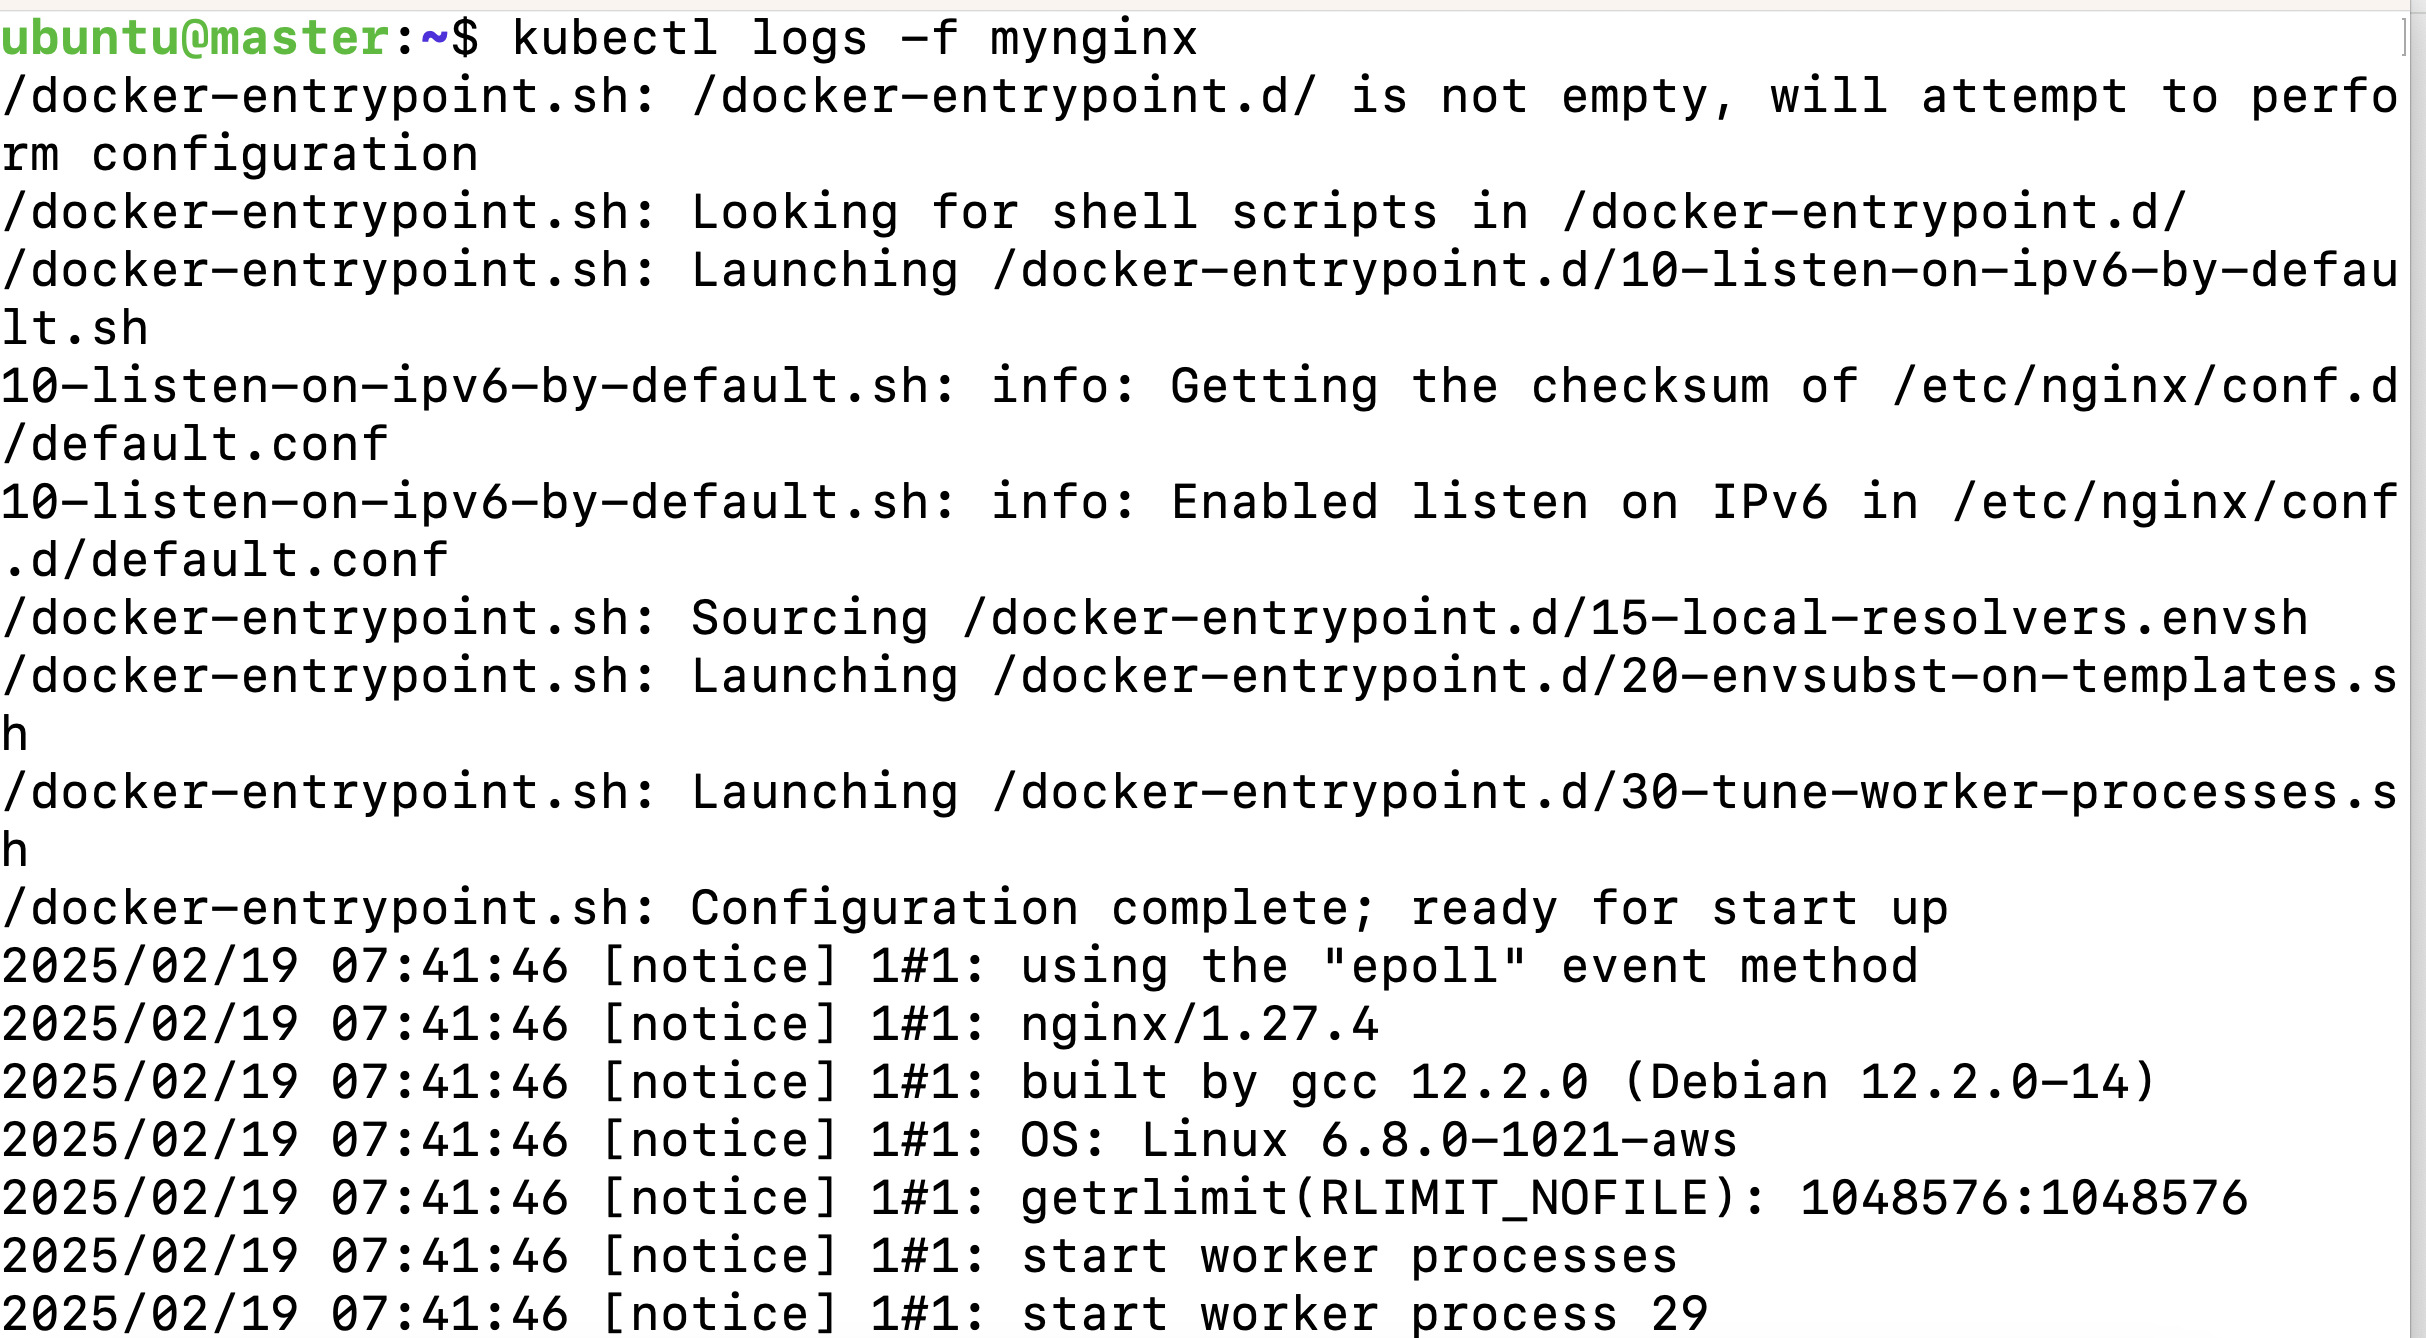 ubuntu@master:~$ kubectl logs -f mynginx
/docker-entrypoint.sh: /docker-entrypoint.d/ is not empty, will attempt to perfo
rm configuration
/docker-entrypoint.sh: Looking for shell scripts in /docker-entrypoint.d/
/docker-entrypoint.sh: Launching /docker-entrypoint.d/10-listen-on-ipv6-by-defau
lt.sh
10-listen-on-ipv6-by-default.sh: info: Getting the checksum of /etc/nginx/conf.d
/default.conf
10-listen-on-ipv6-by-default.sh: info: Enabled listen on IPv6 in /etc/nginx/conf
.d/default.conf
/docker-entrypoint.sh: Sourcing /docker-entrypoint.d/15-local-resolvers.envsh
/docker-entrypoint.sh: Launching /docker-entrypoint.d/20-envsubst-on-templates.s
h
/docker-entrypoint.sh: Launching /docker-entrypoint.d/30-tune-worker-processes.s
h
/docker-entrypoint.sh: Configuration complete; ready for start up
2025/02/19 07:41:46 [notice] 1#1: using the "epoll" event method
2025/02/19 07:41:46 [notice] 1#1: nginx/1.27.4
2025/02/19 07:41:46 [notice] 1#1: built by gcc 12.2.0 (Debian 12.2.0-14)
2025/02/19 07:41:46 [notice] 1#1: OS: Linux 6.8.0-1021-aws
2025/02/19 07:41:46 [notice] 1#1: getrlimit(RLIMIT_NOFILE): 1048576:1048576
2025/02/19 07:41:46 [notice] 1#1: start worker processes
2025/02/19 07:41:46 [notice] 1#1: start worker process 29